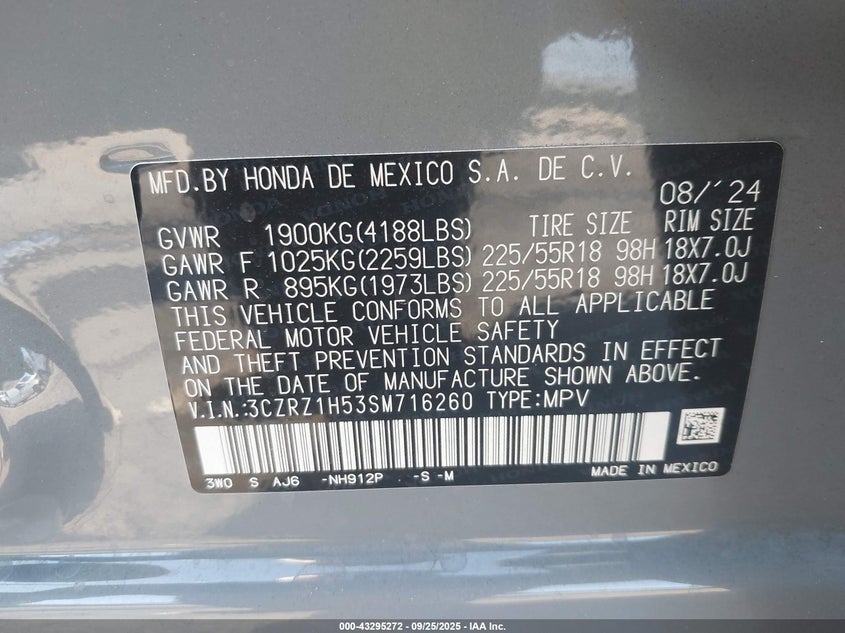 MFD.BY HONDA DE MEXICO S.A. DE C.V.
08/'24
GVWR 1900KG(4188LBS) TIRE SIZE RIM SIZE
GAWR F 1025KG(2259LBS) 225/55R18 98H 18X7.0J
GAWR R 895KG(1973LBS) 225/55R18 98H 18X7.0J
THIS VEHICLE CONFORMS TO ALL APPLICABLE
FEDERAL MOTOR VEHICLE SAFETY
AND THEFT PREVENTION STANDARDS IN EFFECT
ON THE DATE OF MANUFACTURE SHOWN ABOVE.
V.I.N.:3CZRZ1H53SM716260 TYPE:MPV
3W0 S AJ6 -NH912P -S -M MADE IN MEXICO
000-43295272 - 09/25/2025 - IAA Inc.